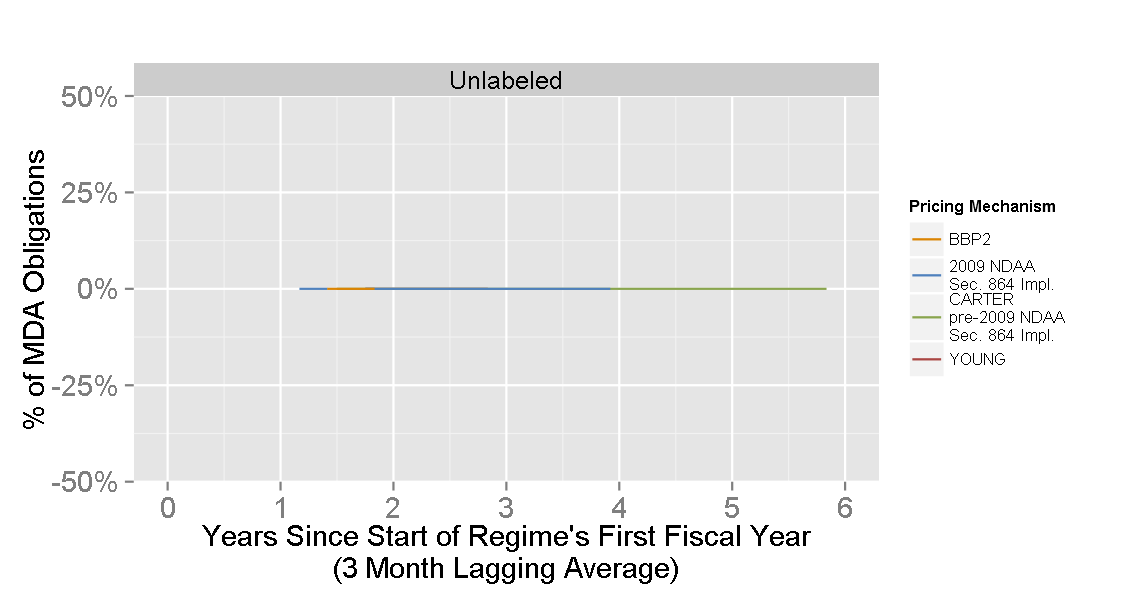 Unlabeled
50%
25%
0%
-25%
-50%
% of MDA Obligations
0 1 2 3 4 5 6
Years Since Start of Regime's First Fiscal Year
(3 Month Lagging Average)
Pricing Mechanism
BBP2
2009 NDAA
Sec. 864 Impl.
CARTER
pre-2009 NDAA
Sec. 864 Impl.
YOUNG